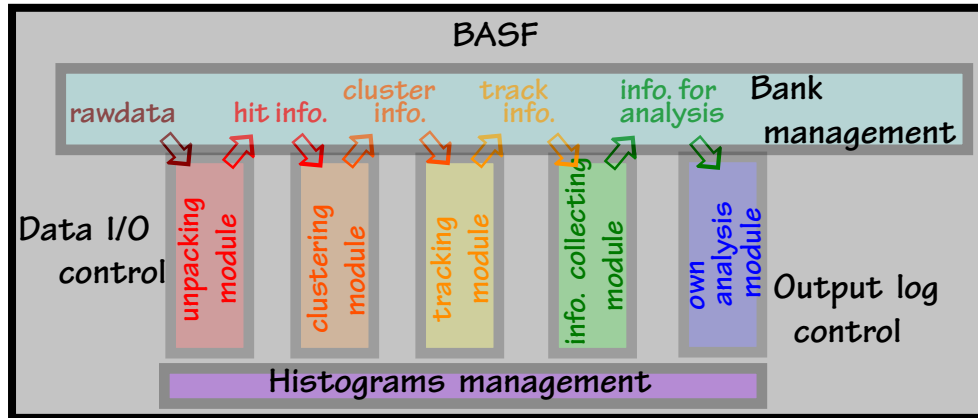 BASF
Bank
management
rawdata
hit info.
cluster
info.
track
info.
info. for
analysis
Data I/O
control
unpacking
module
clustering
module
tracking
module
info. collecting
module
own
analysis
module
Output log
control
Histograms management